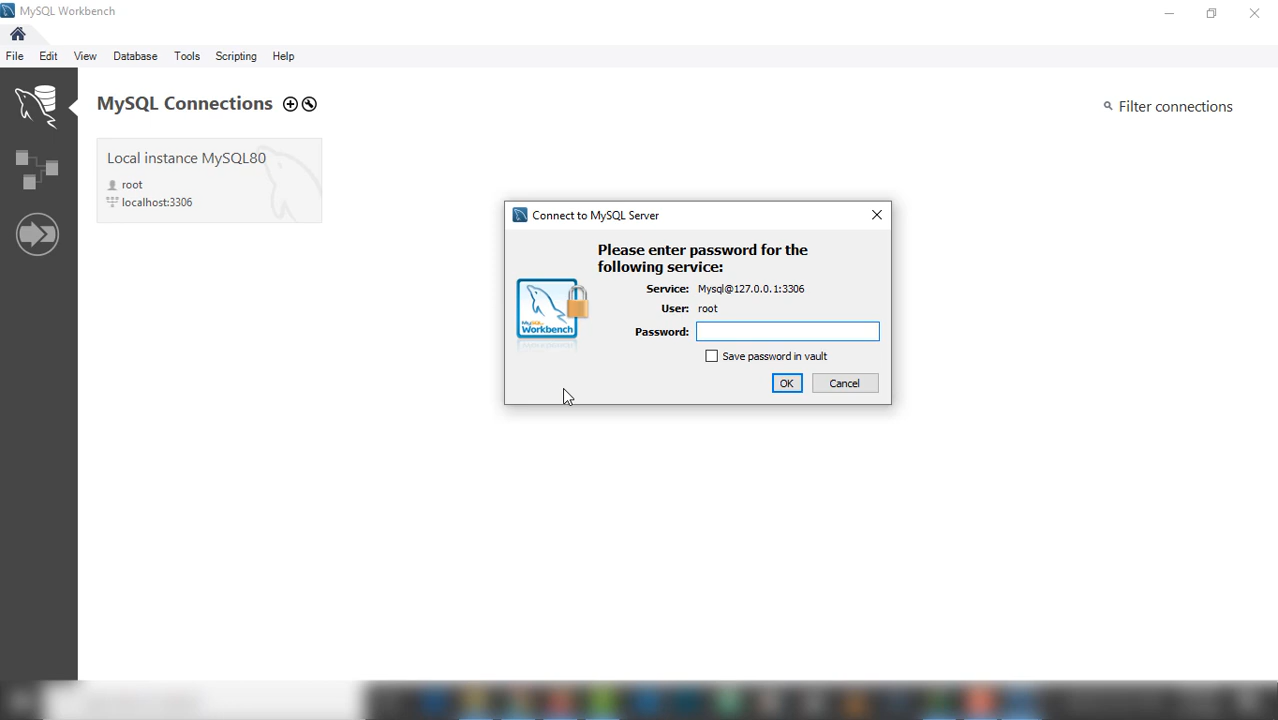 MySQL Workbench
File Edit View Database Tools Scripting Help
MySQL Connections
Filter connections
Local instance MySQL80
root
localhost:3306
Connect to MySQL Server
Please enter password for the
following service:
Service: Mysql@127.0.0.1:3306
User: root
Password:
MySQL
Workbench
Save password in vault
OK Cancel